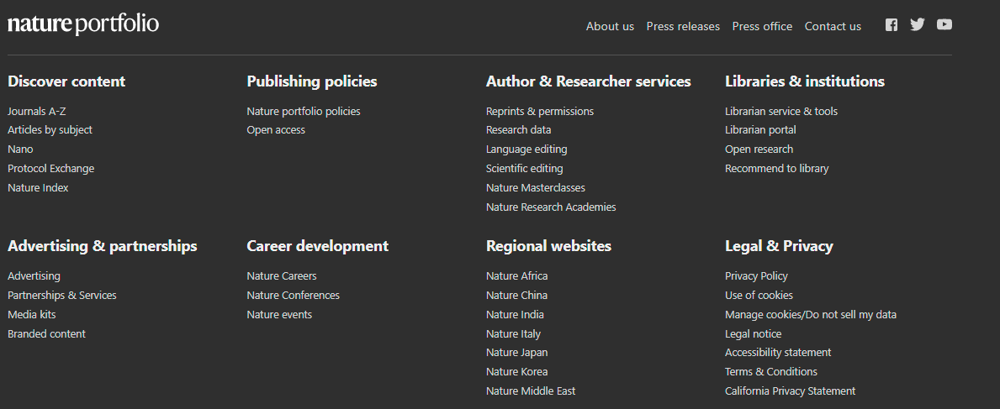 nature portfolio
About us Press releases Press office Contact us
Discover content
Journals A-Z
Articles by subject
Nano
Protocol Exchange
Nature Index
Publishing policies
Nature portfolio policies
Open access
Author & Researcher services
Reprints & permissions
Research data
Language editing
Scientific editing
Nature Masterclasses
Nature Research Academies
Libraries & institutions
Librarian service & tools
Librarian portal
Open research
Recommend to library
Advertising & partnerships
Advertising
Partnerships & Services
Media kits
Branded content
Career development
Nature Careers
Nature Conferences
Nature events
Regional websites
Nature Africa
Nature China
Nature India
Nature Italy
Nature Japan
Nature Korea
Nature Middle East
Legal & Privacy
Privacy Policy
Use of cookies
Manage cookies/Do not sell my data
Legal notice
Accessibility statement
Terms & Conditions
California Privacy Statement